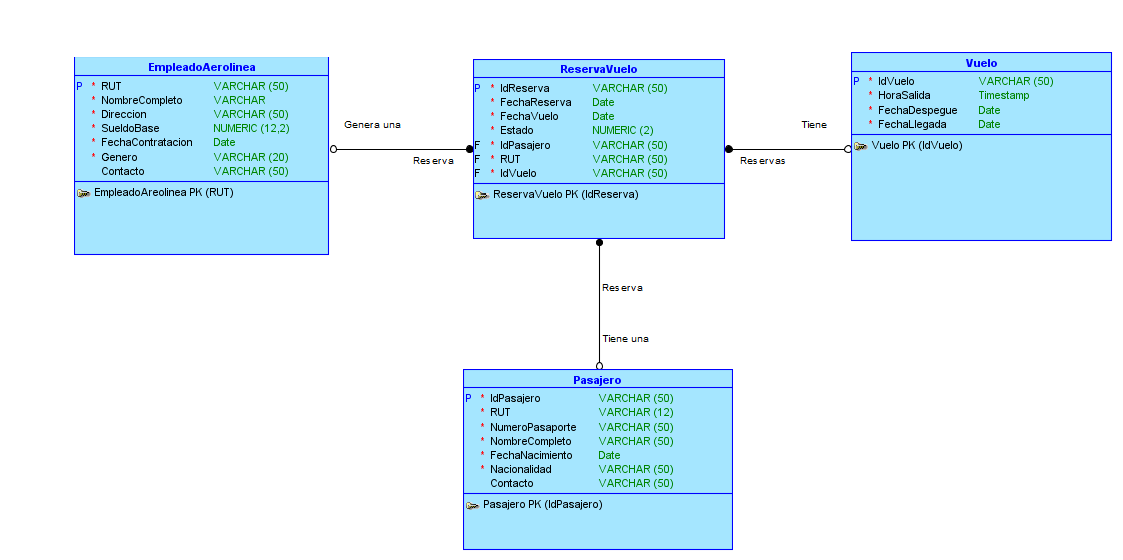 EmpleadoAerolinea
P * RUT VARCHAR (50)
* NombreCompleto VARCHAR
* Direccion VARCHAR (50)
* SueldoBase NUMERIC (12,2)
* FechaContratacion Date
* Genero VARCHAR (20)
Contacto VARCHAR (50)
EmpleadoAreolinea PK (RUT)
Genera una
Reserva
ReservaVuelo
P * IdReserva VARCHAR (50)
* FechaReserva Date
* FechaVuelo Date
* Estado NUMERIC (2)
F * IdPasajero VARCHAR (50)
F * RUT VARCHAR (50)
F * IdVuelo VARCHAR (50)
ReservaVuelo PK (IdReserva)
Tiene
Reservas
Vuelo
P * IdVuelo VARCHAR (50)
* HoraSalida Timestamp
* FechaDespegue Date
* FechaLlegada Date
Vuelo PK (IdVuelo)
Reserva
Tiene una
Pasajero
P * IdPasajero VARCHAR (50)
* RUT VARCHAR (12)
* NumeroPasaporte VARCHAR (50)
* NombreCompleto VARCHAR (50)
* FechaNacimiento Date
* Nacionalidad VARCHAR (50)
Contacto VARCHAR (50)
Pasajero PK (IdPasajero)